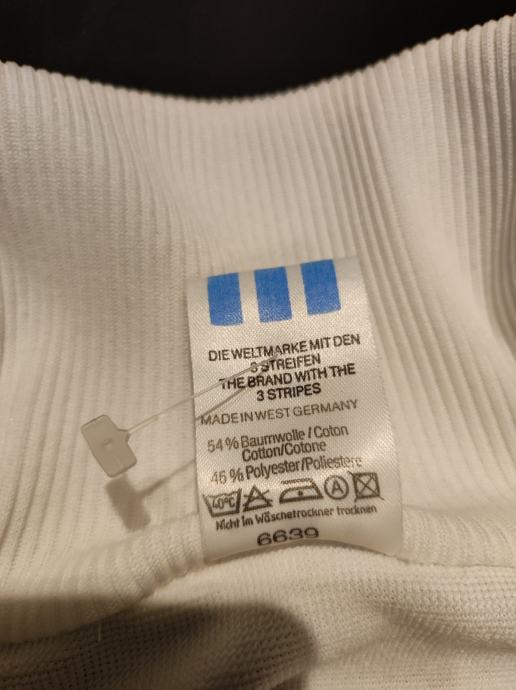 DIE WELTMARKE MIT DEN
3 STREIFEN
THE BRAND WITH THE
3 STRIPES
MADE IN WEST GERMANY
54% Baumwolle / Coton
Cotton/Cotone
46% Polyester/Poliestere
40°C A
Nicht im Wäschetrockner trocknen
6639